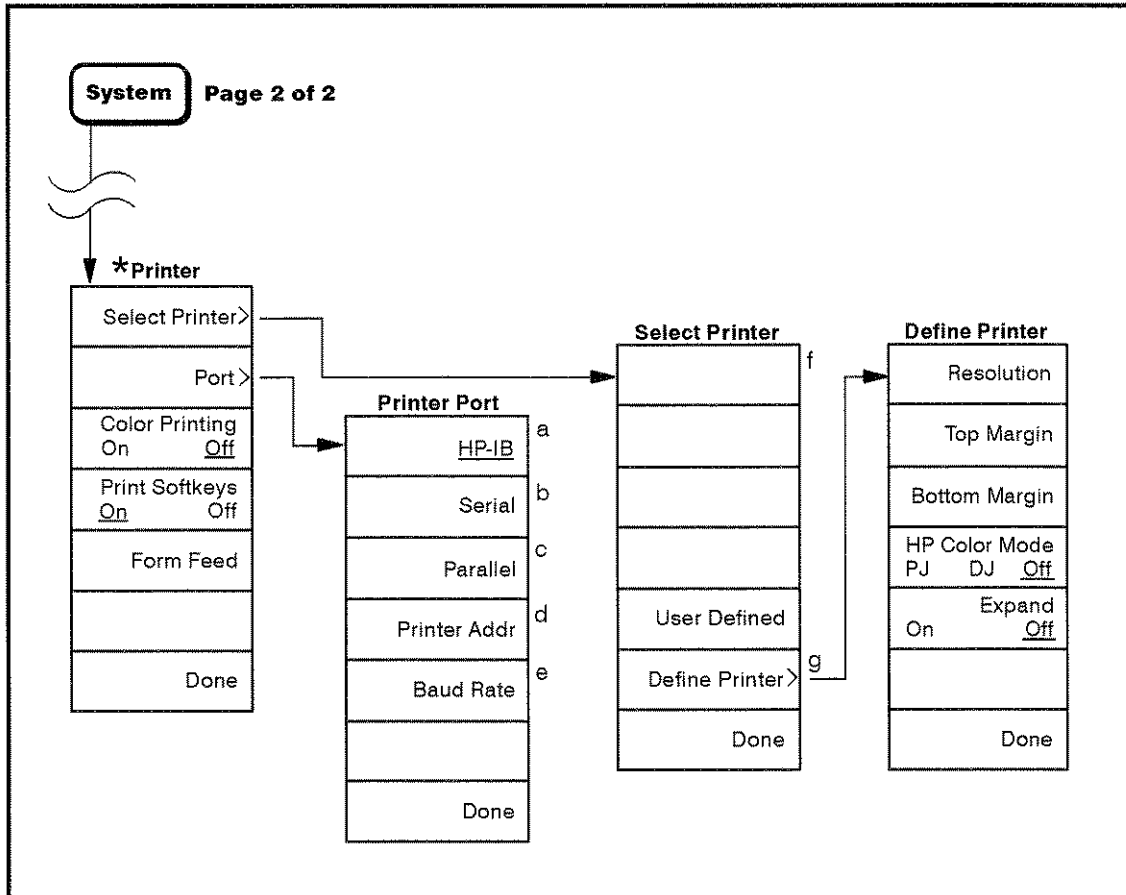 System
Page 2 of 2
*Printer
Select Printer>
Port>
Color Printing
On Off
Print Softkeys
On Off
Form Feed
Done
Printer Port
HP-IB
a
Serial
b
Parallel
c
Printer Addr
d
Baud Rate
e
Done
Select Printer
f
User Defined
Define Printer>
g
Done
Define Printer
Resolution
Top Margin
Bottom Margin
HP Color Mode
PJ DJ Off
Expand
On Off
Done